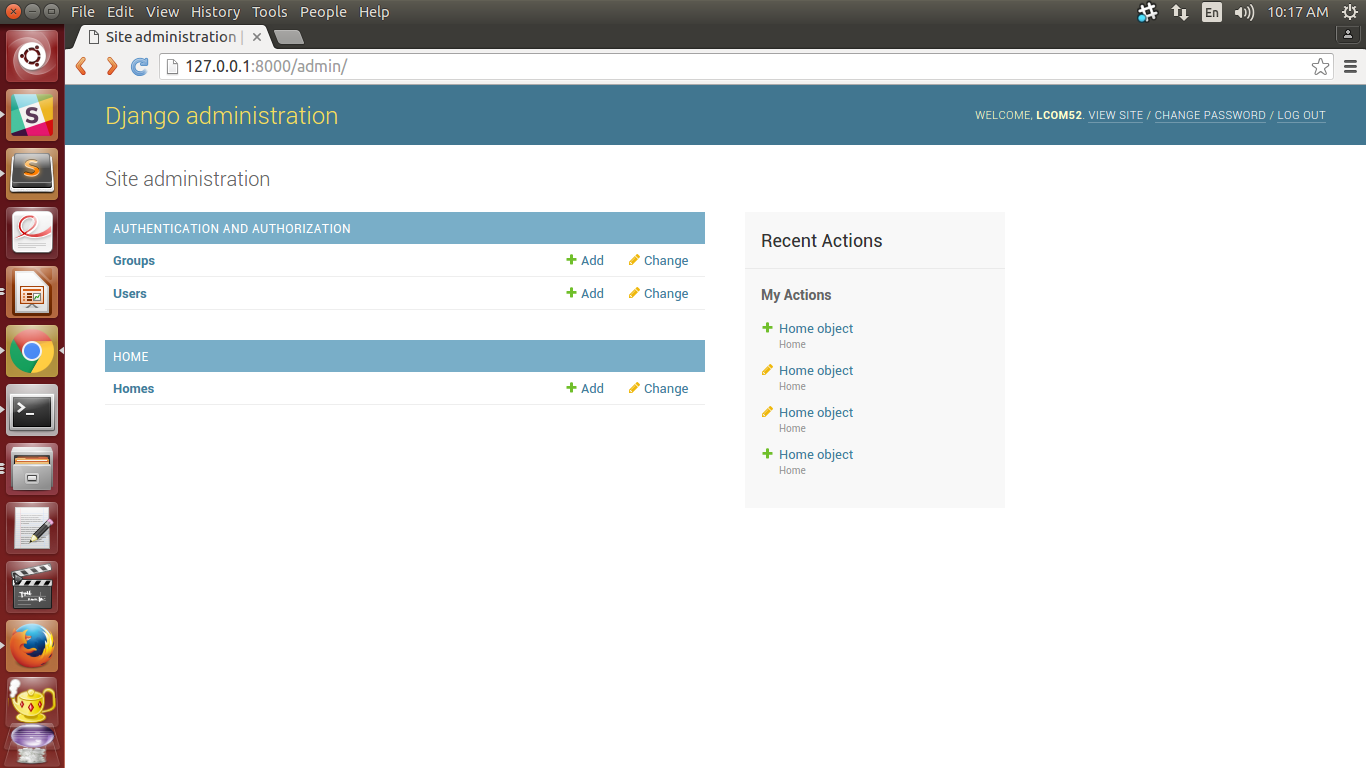 File Edit View History Tools People Help
En
10:17 AM
Site administration |
127.0.0.1:8000/admin/
Django administration
WELCOME, LCOM52. VIEW SITE / CHANGE PASSWORD / LOG OUT
Site administration
AUTHENTICATION AND AUTHORIZATION
Groups Add Change
Users Add Change
HOME
Homes Add Change
Recent Actions
My Actions
Home object
Home
Home object
Home
Home object
Home
Home object
Home